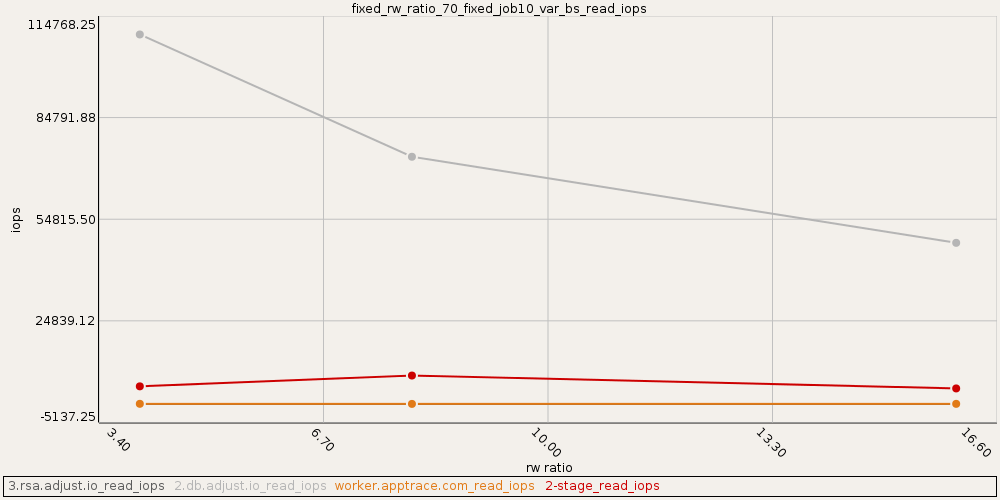 fixed_rw_ratio_70_fixed_job10_var_bs_read_iops
114768.25
84791.88
54815.50
24839.12
-5137.25
iops
3.40
6.70
10.00
13.30
16.60
rw ratio
3.rsa.adjust.io_read_iops 2.db.adjust.io_read_iops worker.apptrace.com_read_iops 2-stage_read_iops